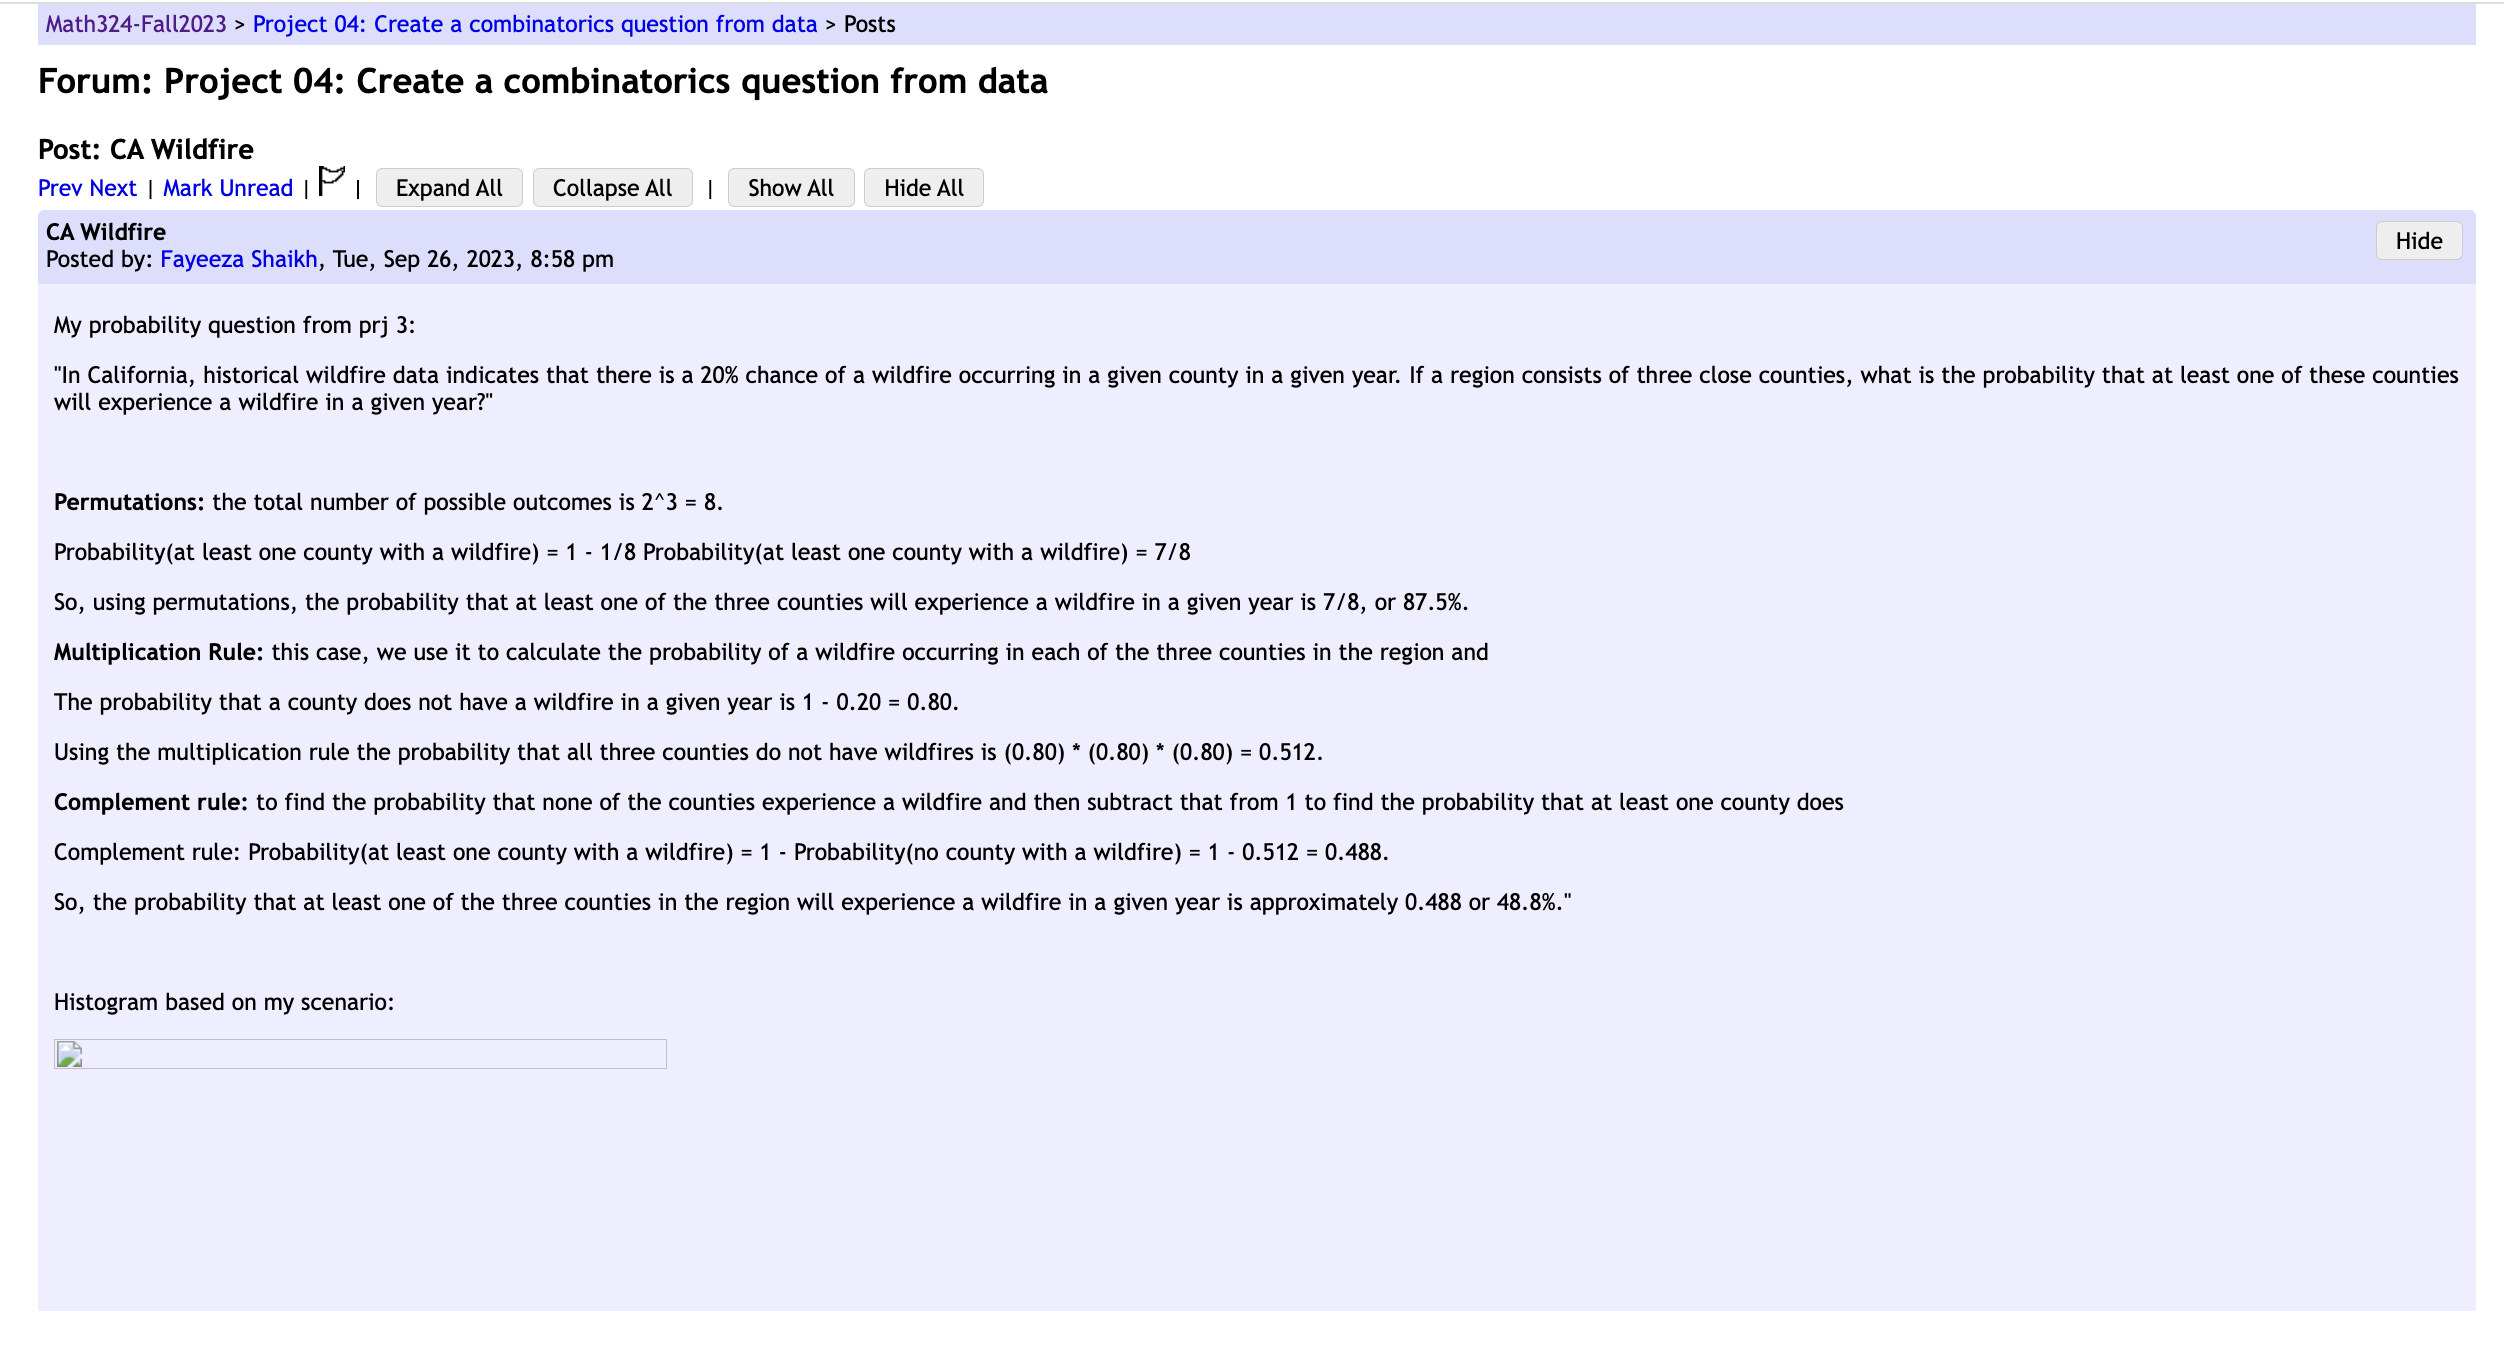 Math324-Fall2023 > Project 04: Create a combinatorics question from data > Posts
Forum: Project 04: Create a combinatorics question from data
Post: CA Wildfire
Prev Next | Mark Unread | | Expand All Collapse All | Show All Hide All
CA Wildfire
Hide
Posted by: Fayeeza Shaikh, Tue, Sep 26, 2023, 8:58 pm
My probability question from prj 3:
"In California, historical wildfire data indicates that there is a 20% chance of a wildfire occurring in a given county in a given year. If a region consists of three close counties, what is the probability that at least one of these counties
will experience a wildfire in a given year?"
Permutations: the total number of possible outcomes is 2^3 = 8.
Probability(at least one county with a wildfire) = 1 - 1/8 Probability(at least one county with a wildfire) = 7/8
So, using permutations, the probability that at least one of the three counties will experience a wildfire in a given year is 7/8, or 87.5%.
Multiplication Rule: this case, we use it to calculate the probability of a wildfire occurring in each of the three counties in the region and
The probability that a county does not have a wildfire in a given year is 1 - 0.20 = 0.80.
Using the multiplication rule the probability that all three counties do not have wildfires is (0.80) * (0.80) * (0.80) = 0.512.
Complement rule: to find the probability that none of the counties experience a wildfire and then subtract that from 1 to find the probability that at least one county does
Complement rule: Probability(at least one county with a wildfire) = 1 - Probability(no county with a wildfire) = 1 - 0.512 = 0.488.
So, the probability that at least one of the three counties in the region will experience a wildfire in a given year is approximately 0.488 or 48.8%."
Histogram based on my scenario: